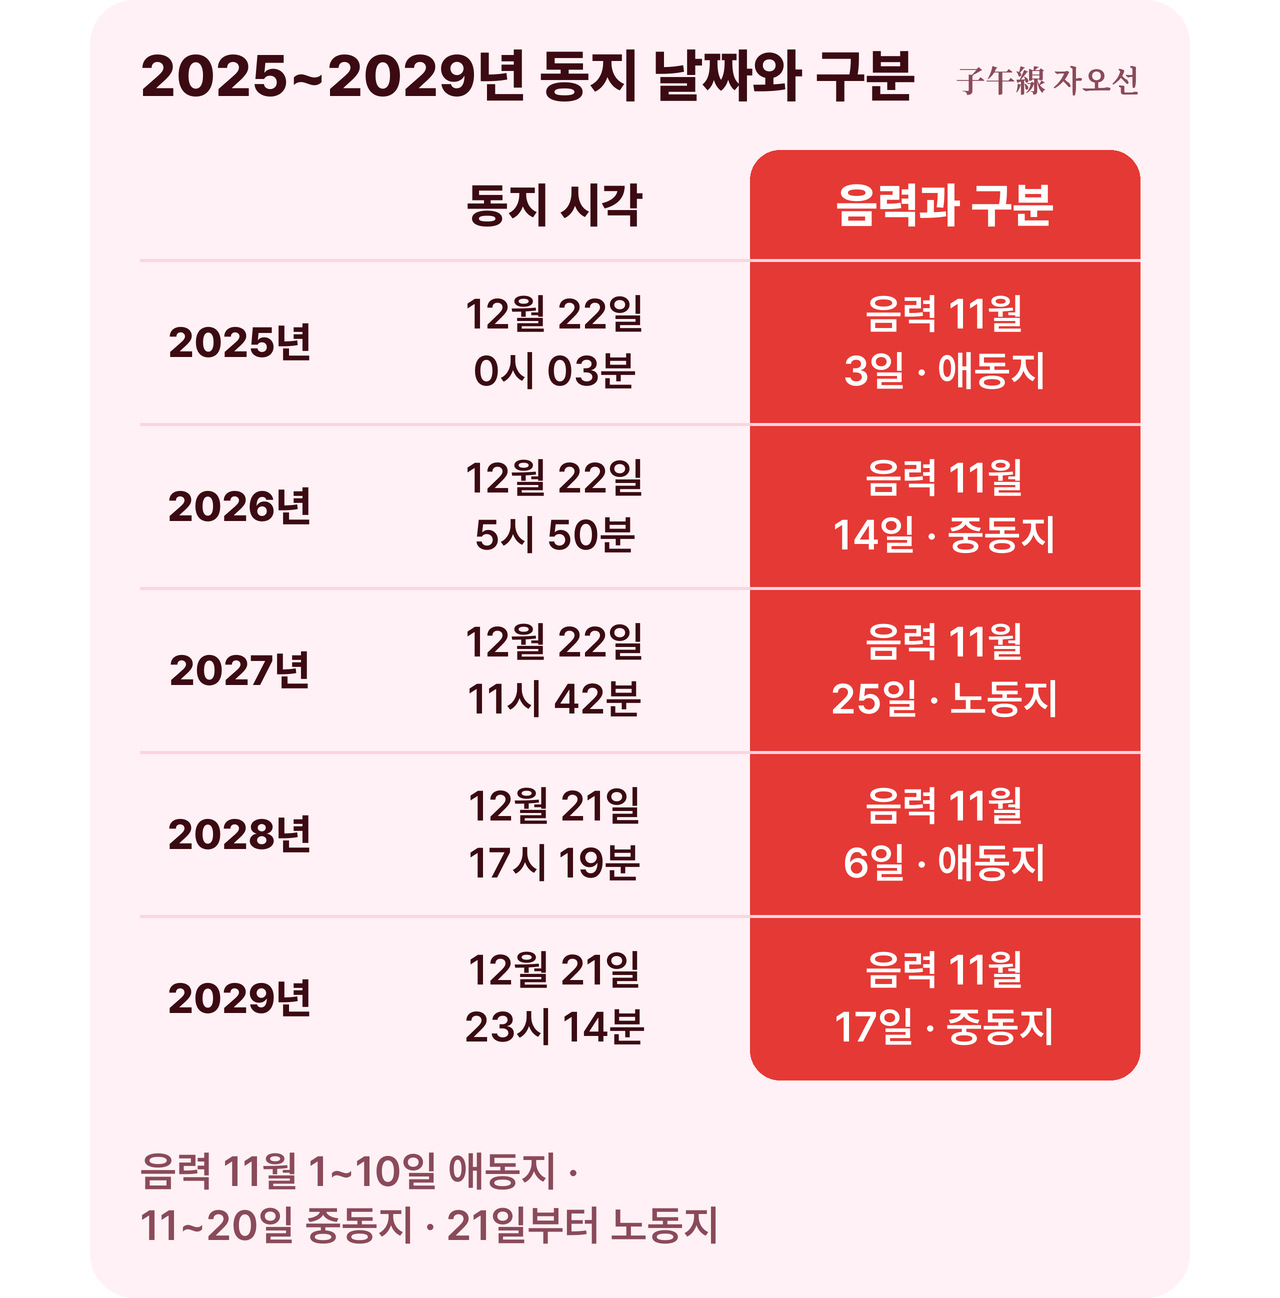 2025~2029년 동지 날짜와 구분 子午線 자오선
동지 시각 음력과 구분
2025년
12월 22일
0시 03분
음력 11월
3일 · 애동지
2026년
12월 22일
5시 50분
음력 11월
14일 · 중동지
2027년
12월 22일
11시 42분
음력 11월
25일 · 노동지
2028년
12월 21일
17시 19분
음력 11월
6일 · 애동지
2029년
12월 21일
23시 14분
음력 11월
17일 · 중동지
음력 11월 1~10일 애동지 ·
11~20일 중동지 · 21일부터 노동지